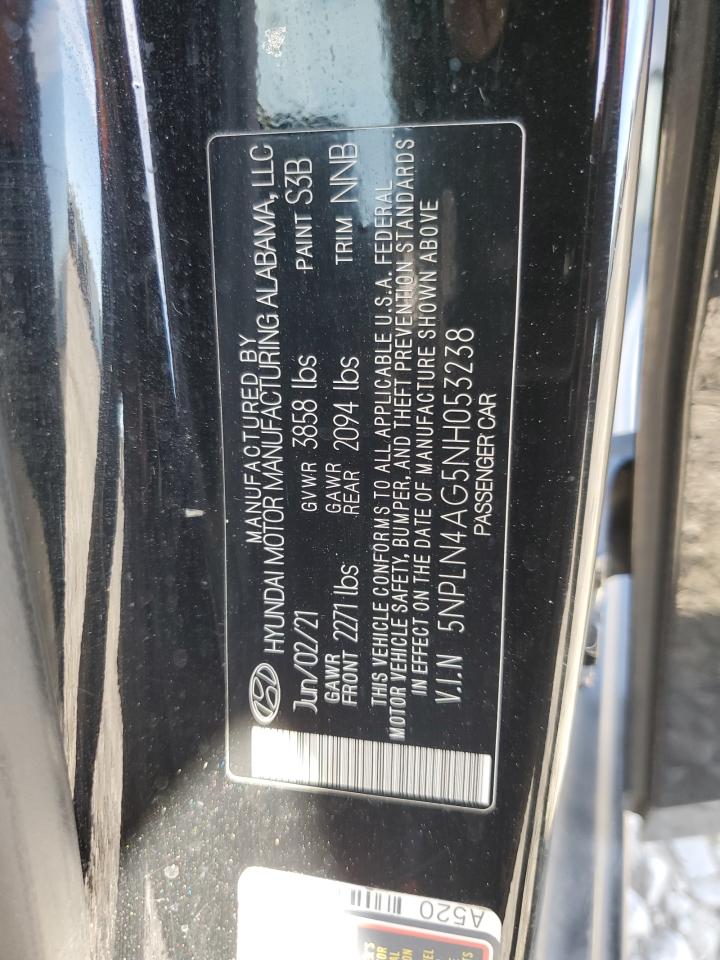 MANUFACTURED BY
HYUNDAI MOTOR MANUFACTURING ALABAMA, LLC
Jun/02/21 GVWR 3858 lbs PAINT S3B
GAWR FRONT 2271 lbs GAWR REAR 2094 lbs TRIM NNB
THIS VEHICLE CONFORMS TO ALL APPLICABLE U.S.A. FEDERAL
MOTOR VEHICLE SAFETY, BUMPER, AND THEFT PREVENTION STANDARDS
IN EFFECT ON THE DATE OF MANUFACTURE SHOWN ABOVE
V.I.N 5NPLN4AG5NH053238
PASSENGER CAR
A520